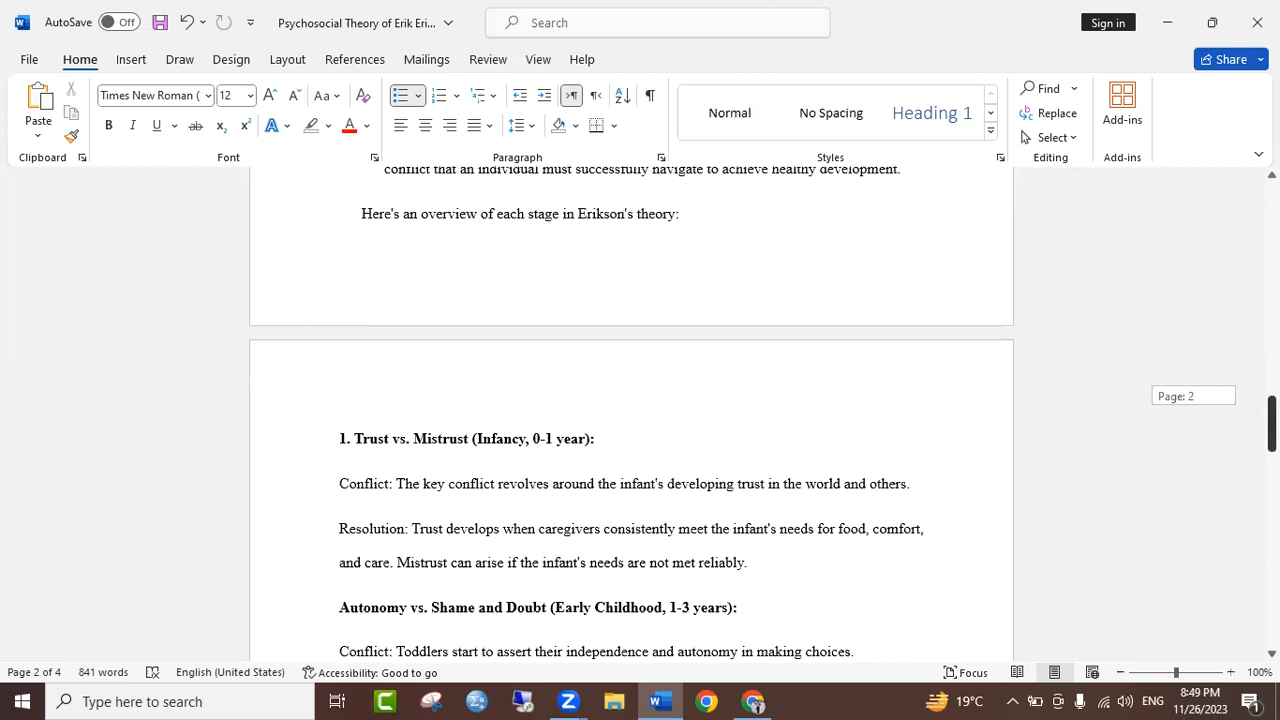 AutoSave Off Psychosocial Theory of Erik Eri... Search Sign in
File Home Insert Draw Design Layout References Mailings Review View Help Share
Paste Times New Roman ( 12 Aa Normal No Spacing Heading 1 Find Replace Select Add-ins
Clipboard Font Paragraph Styles Editing Add-ins
conflict that an individual must successfully navigate to achieve healthy development.
Here's an overview of each stage in Erikson's theory:
Page: 2
1. Trust vs. Mistrust (Infancy, 0-1 year):
Conflict: The key conflict revolves around the infant's developing trust in the world and others.
Resolution: Trust develops when caregivers consistently meet the infant's needs for food, comfort,
and care. Mistrust can arise if the infant's needs are not met reliably.
Autonomy vs. Shame and Doubt (Early Childhood, 1-3 years):
Conflict: Toddlers start to assert their independence and autonomy in making choices.
Page 2 of 4 841 words English (United States) Accessibility: Good to go Focus 100%
Type here to search 19°C ENG 8:49 PM
11/26/2023